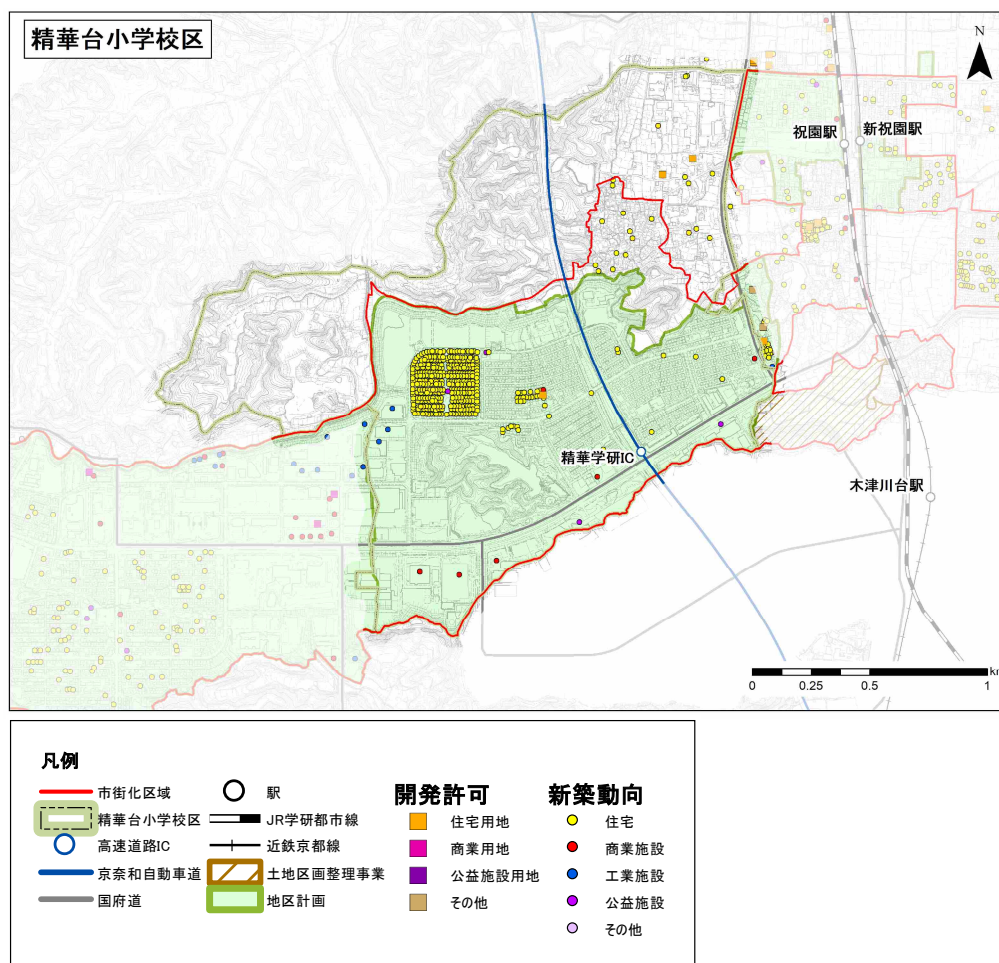 精華台小学校区
N
祝園駅
新祝園駅
精華学研IC
木津川台駅
km
0 0.25 0.5 1
凡例
市街化区域
精華台小学校区
高速道路IC
京奈和自動車道
国府道
駅
JR学研都市線
近鉄京都線
土地区画整理事業
地区計画
開発許可
住宅用地
商業用地
公益施設用地
その他
新築動向
住宅
商業施設
工業施設
公益施設
その他